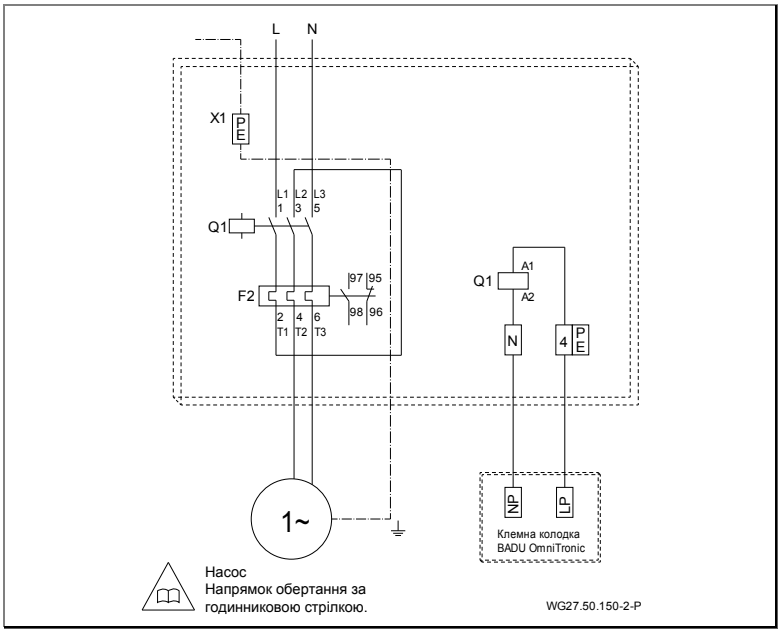 L N
X1
PE
L1 L2 L3
1 3 5
Q1
97 95
F2
98 96
2 4 6
T1 T2 T3
Q1
A1
A2
N
4
PE
NP
LP
Клемна колодка
BADU OmniTronic
1~
Насос
Напрямок обертання за
годинниковою стрілкою.
WG27.50.150-2-P